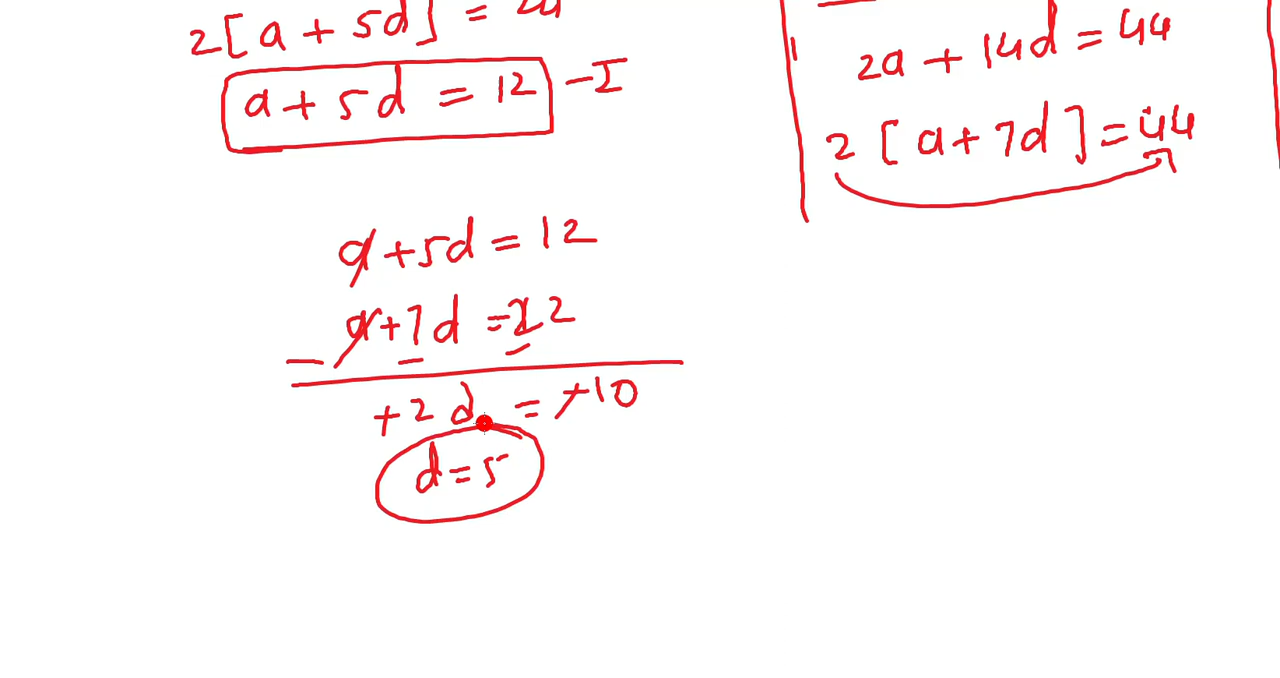 2[a + 5d] = 24
a + 5d = 12 - I
a + 5d = 12
a + 7d = 22
+2d = +10
d = 5
2a + 14d = 44
2[a + 7d] = 44